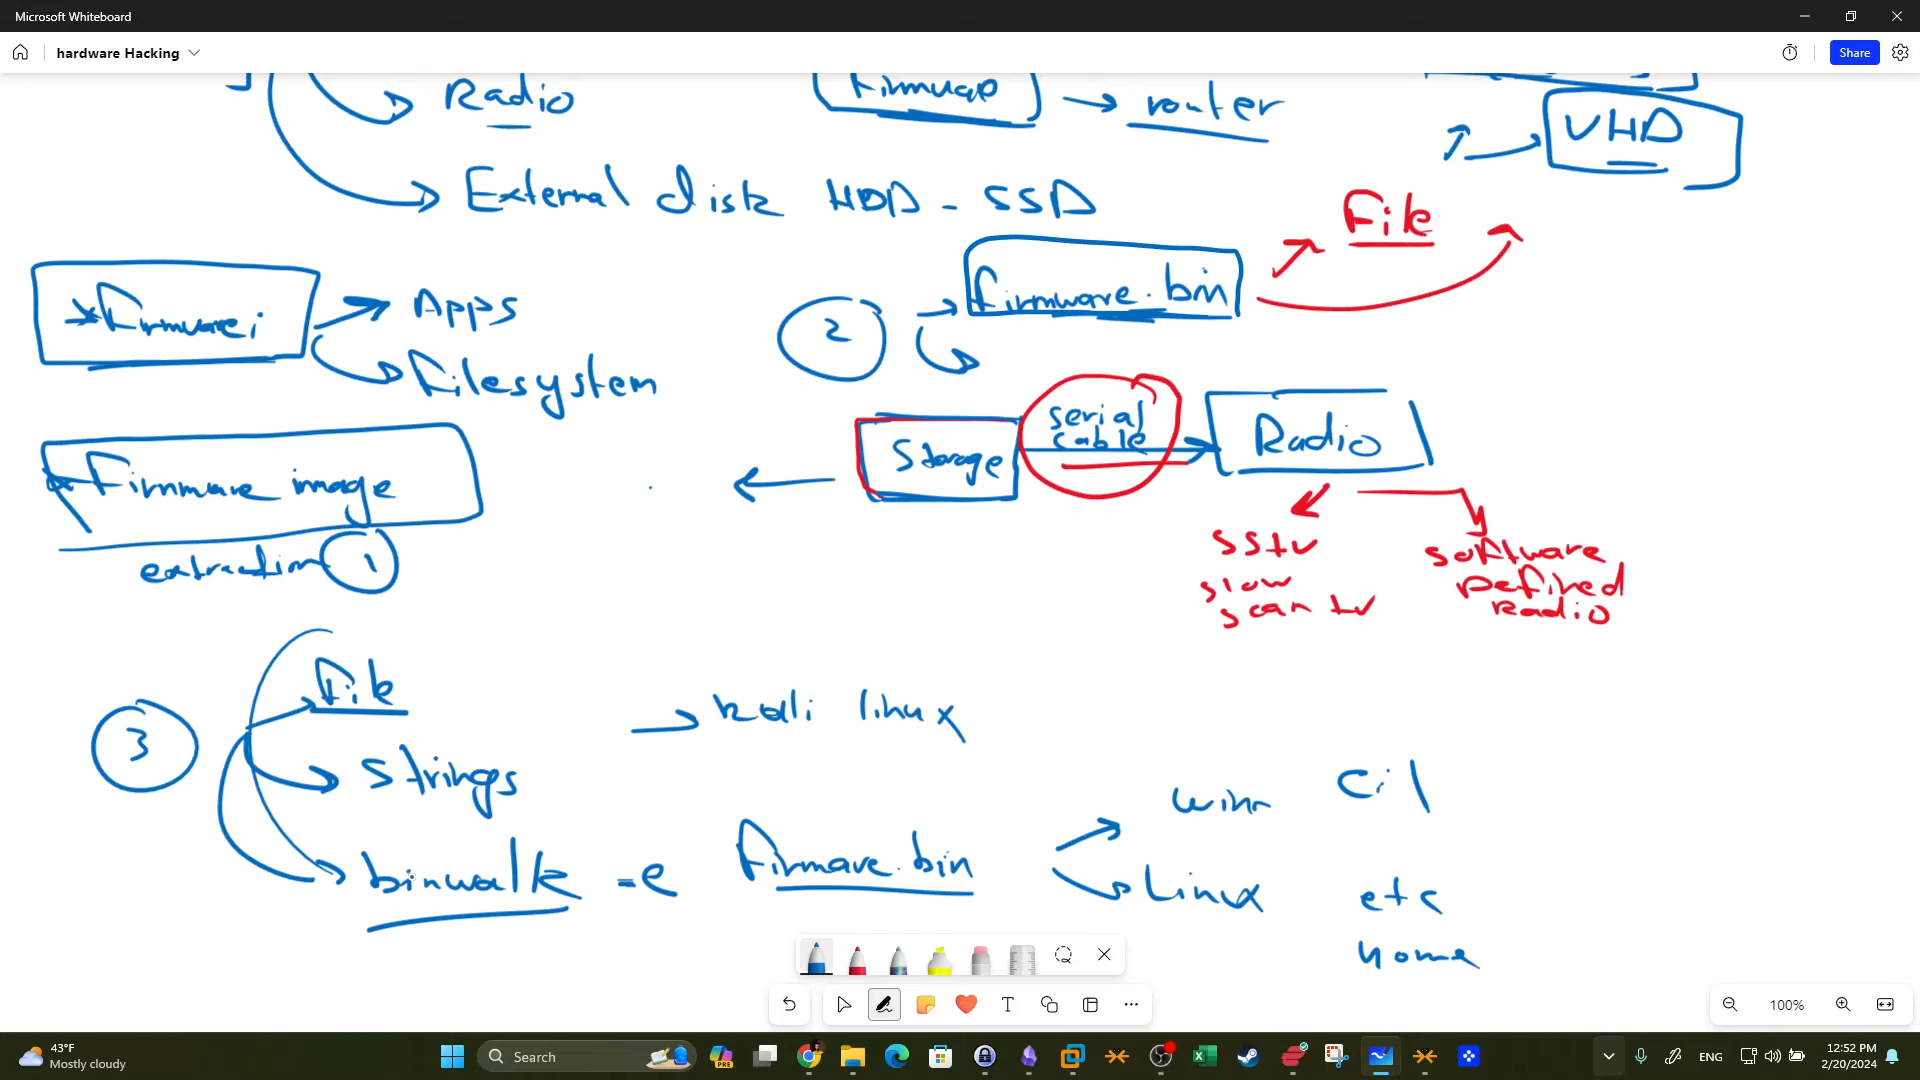 Microsoft Whiteboard
hardware Hacking
Share
Radio
Firmware → router
VHD
External disk HDD - SSD
File
* Firmware:
Apps
Filesystem
2
firmware.bin
Storage
serial
cable
Radio
* Firmware image
extraction 1
SStv
slow
scan tv
software
Defined
Radio
3
File
Strings
→ kali linux
binwalk -e firmare.bin
winn C:\
Linux etc
home
100%
43°F
Mostly cloudy
Search
PRE
ENG
12:52 PM
2/20/2024